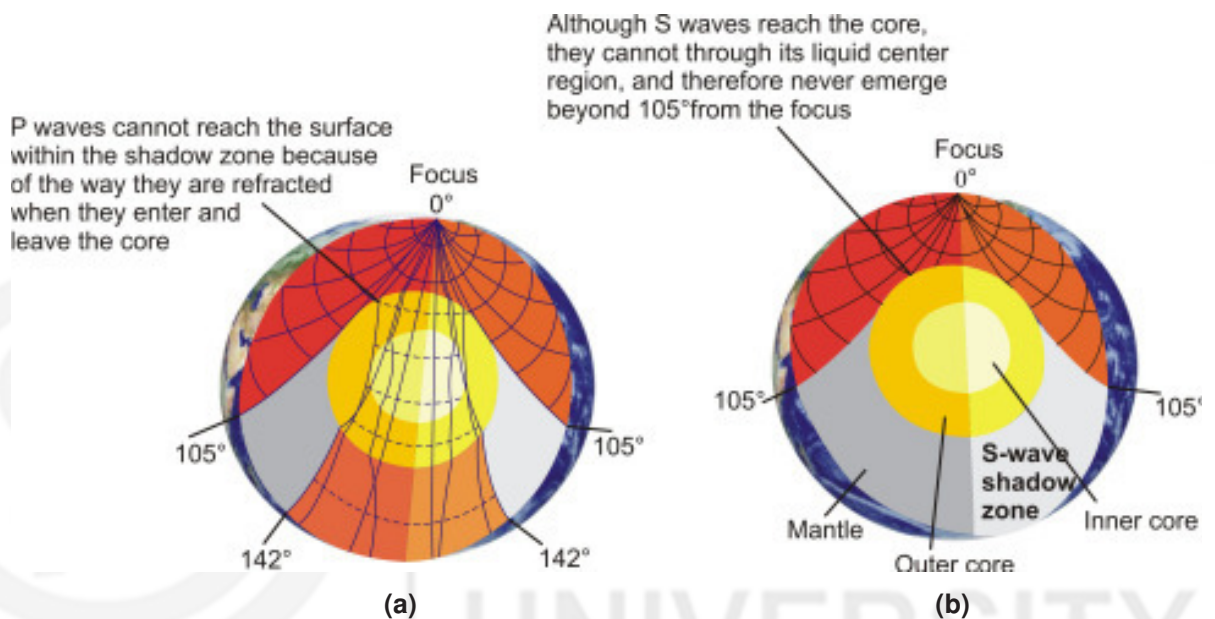 Although S waves reach the core,
they cannot through its liquid center
region, and therefore never emerge
beyond 105°from the focus
P waves cannot reach the surface
within the shadow zone because
of the way they are refracted
when they enter and
leave the core
Focus
0°
105°
105°
142°
142°
(a)
Focus
0°
105°
105°
S-wave
shadow
zone
Mantle
Outer core
Inner core
(b)
UNIVERSITY